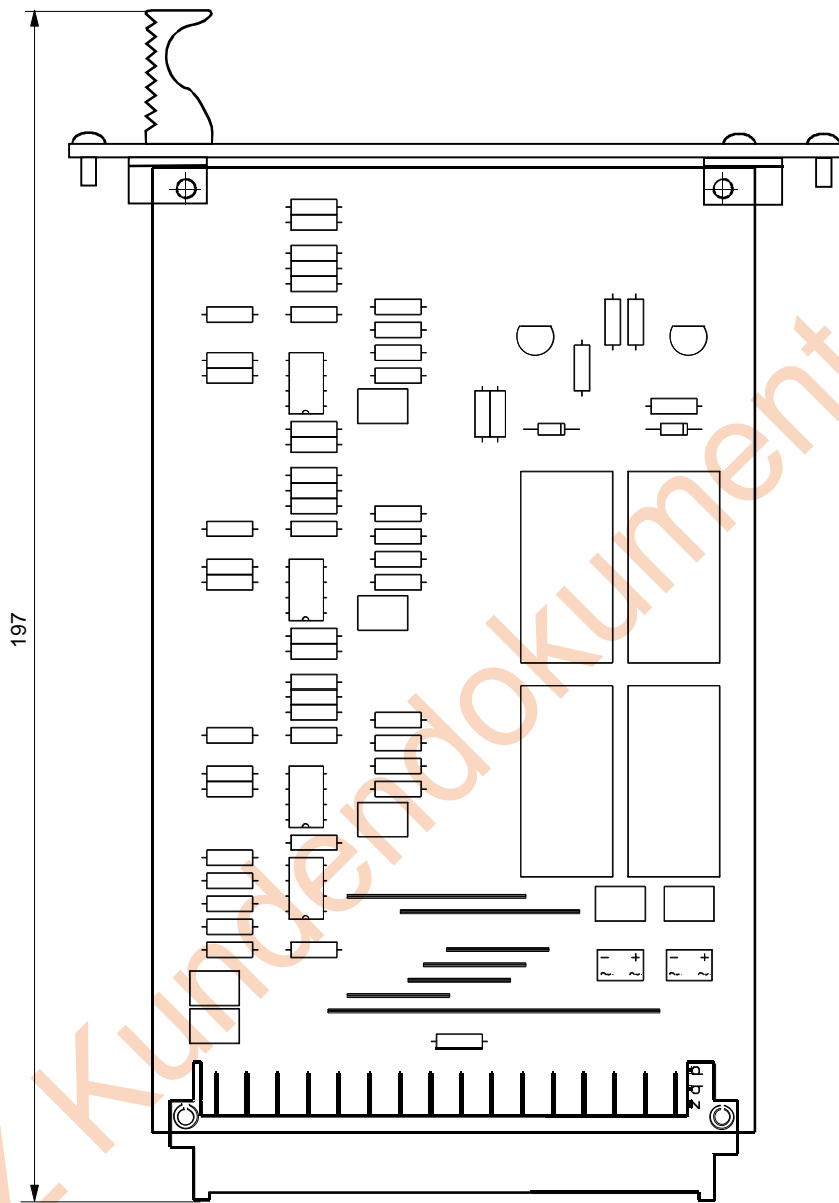 197
- +
~ ~
- +
~ ~
d
b
z
Kundendokument